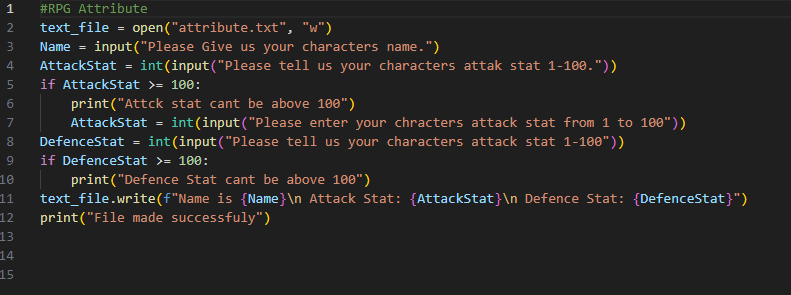 1 #RPG Attribute
2 text_file = open("attribute.txt", "w")
3 Name = input("Please Give us your characters name.")
4 AttackStat = int(input("Please tell us your characters attak stat 1-100."))
5 if AttackStat >= 100:
6     print("Attck stat cant be above 100")
7     AttackStat = int(input("Please enter your chrcters attack stat from 1 to 100"))
8 DefenceStat = int(input("Please tell us your charcters attack stat 1-100"))
9 if DefenceStat >= 100:
10     print("Defence Stat cant be above 100")
11 text_file.write(f"Name is {Name}\n Attack Stat: {AttackStat}\n Defence Stat: {DefenceStat}")
12 print("File made successfuly")
13
14
15